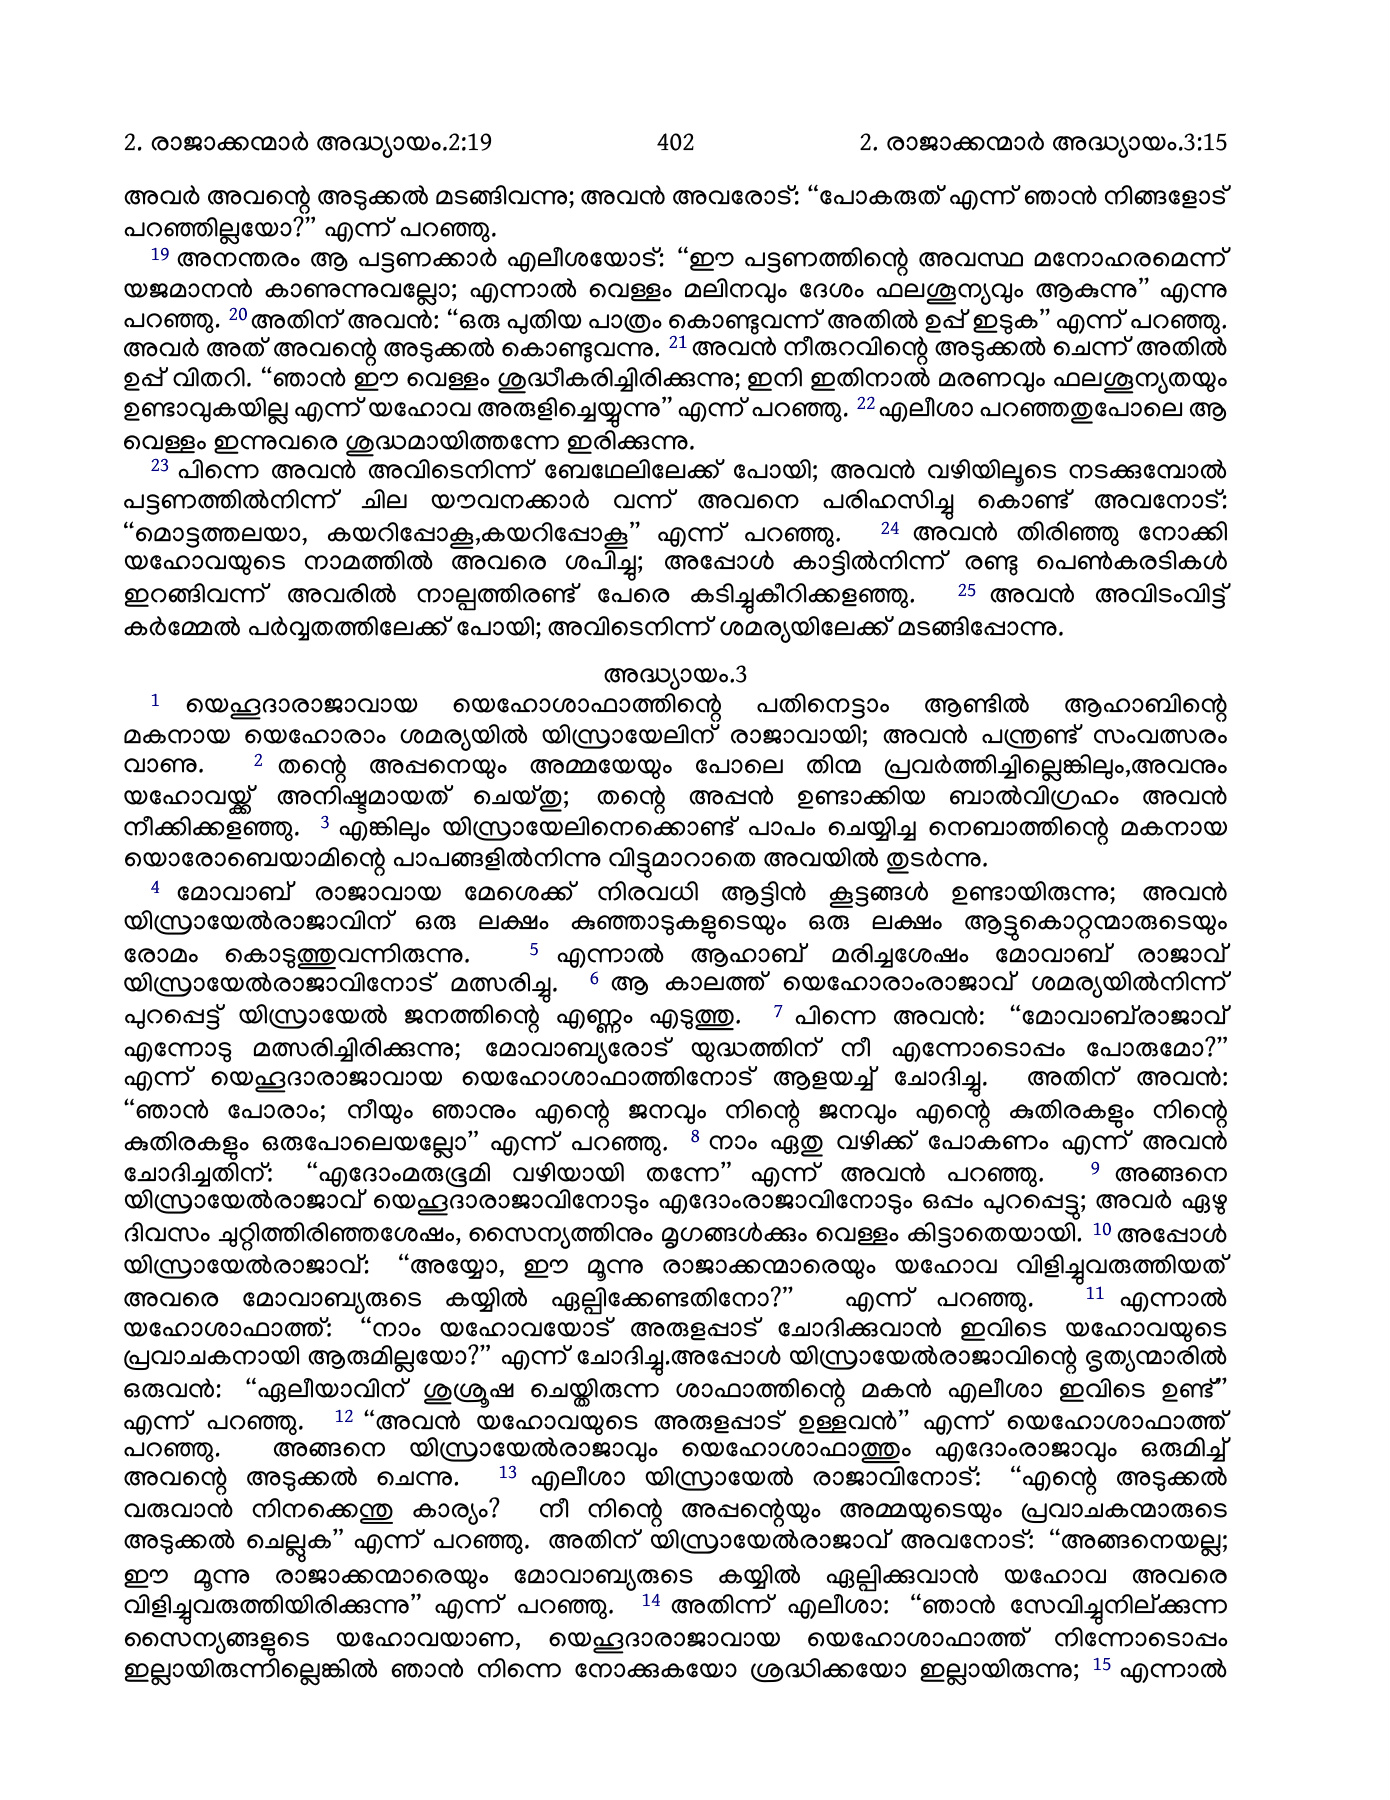 2. രാജാക്കന്മാർ അദ്ധ്യായം.2:19 402 2. രാജാക്കന്മാർ അദ്ധ്യായം.3:15
അവർ അവന്റെ അടുക്കൽ മടങ്ങിവന്നു; അവൻ അവരോട്: “പോകരുത് എന്ന് ഞാൻ നിങ്ങളോട്
പറഞ്ഞില്ലയോ?” എന്ന് പറഞ്ഞു.
19 അനന്തരം ആ പട്ടണക്കാർ എലീശയോട്: “ഈ പട്ടണത്തിന്റെ അവസ്ഥ മനോഹരമെന്ന്
യജമാനൻ കാണുന്നുവല്ലോ; എന്നാൽ വെള്ളം മലിനവും ദേശം ഫലശൂന്യവും ആകുന്നു” എന്നു
പറഞ്ഞു. 20 അതിന് അവൻ: “ഒരു പുതിയ പാത്രം കൊണ്ടുവന്ന് അതിൽ ഉപ്പ് ഇടുക” എന്ന് പറഞ്ഞു.
അവർ അത് അവന്റെ അടുക്കൽ കൊണ്ടുവന്നു. 21 അവൻ നീരുറവിന്റെ അടുക്കൽ ചെന്ന് അതിൽ
ഉപ്പ് വിതറി. “ഞാൻ ഈ വെള്ളം ശുദ്ധീകരിച്ചിരിക്കുന്നു; ഇനി ഇതിനാൽ മരണവും ഫലശൂന്യതയും
ഉണ്ടാവുകയില്ല എന്ന് യഹോവ അരുളിച്ചെയ്യുന്നു” എന്ന് പറഞ്ഞു. 22 എലീശാ പറഞ്ഞതുപോലെ ആ
വെള്ളം ഇന്നുവരെ ശുദ്ധമായിത്തന്നേ ഇരിക്കുന്നു.
23 പിന്നെ അവൻ അവിടെനിന്ന് ബേഥേലിലേക്ക് പോയി; അവൻ വഴിയിലൂടെ നടക്കുമ്പോൽ
പട്ടണത്തിൽനിന്ന് ചില യൗവനക്കാർ വന്ന് അവനെ പരിഹസിച്ചു കൊണ്ട് അവനോട്:
“മൊട്ടത്തലയാ, കയറിപ്പോകൂ,കയറിപ്പോകൂ” എന്ന് പറഞ്ഞു. 24 അവൻ തിരിഞ്ഞു നോക്കി
യഹോവയുടെ നാമത്തിൽ അവരെ ശപിച്ചു; അപ്പോൾ കാട്ടിൽനിന്ന് രണ്ടു പെൺകരടികൾ
ഇറങ്ങിവന്ന് അവരിൽ നാല്പത്തിരണ്ട് പേരെ കടിച്ചുകീറിക്കളഞ്ഞു. 25 അവൻ അവിടംവിട്ട്
കർമ്മേൽ പർവ്വതത്തിലേക്ക് പോയി; അവിടെനിന്ന് ശമര്യയിലേക്ക് മടങ്ങിപ്പോന്നു.
അദ്ധ്യായം.3
1 യെഹൂദാരാജാവായ യെഹോശാഫാത്തിന്റെ പതിനെട്ടാം ആണ്ടിൽ ആഹാബിന്റെ
മകനായ യെഹോരാം ശമര്യയിൽ യിസ്രായേലിന് രാജാവായി; അവൻ പന്ത്രണ്ട് സംവത്സരം
വാണു. 2 തന്റെ അപ്പനെയും അമ്മയേയും പോലെ തിന്മ പ്രവർത്തിച്ചില്ലെങ്കിലും,അവനും
യഹോവയ്ക്ക് അനിഷ്ടമായത് ചെയ്തു; തന്റെ അപ്പൻ ഉണ്ടാക്കിയ ബാൽവിഗ്രഹം അവൻ
നീക്കിക്കളഞ്ഞു. 3 എങ്കിലും യിസ്രായേലിനെക്കൊണ്ട് പാപം ചെയ്യിച്ച നെബാത്തിന്റെ മകനായ
യൊരോബെയാമിന്റെ പാപങ്ങളിൽനിന്നു വിട്ടുമാറാതെ അവയിൽ തുടർന്നു.
4 മോവാബ് രാജാവായ മേശെക്ക് നിരവധി ആട്ടിൻ കൂട്ടങ്ങൾ ഉണ്ടായിരുന്നു; അവൻ
യിസ്രായേൽരാജാവിന് ഒരു ലക്ഷം കുഞ്ഞാടുകളുടെയും ഒരു ലക്ഷം ആട്ടുകൊറ്റന്മാരുടെയും
രോമം കൊടുത്തുവന്നിരുന്നു. 5 എന്നാൽ ആഹാബ് മരിച്ചശേഷം മോവാബ് രാജാവ്
യിസ്രായേൽരാജാവിനോട് മത്സരിച്ചു. 6 ആ കാലത്ത് യെഹോരാംരാജാവ് ശമര്യയിൽനിന്ന്
പുറപ്പെട്ട് യിസ്രായേൽ ജനത്തിന്റെ എണ്ണം എടുത്തു. 7 പിന്നെ അവൻ: “മോവാബ്‌രാജാവ്
എന്നോടു മത്സരിച്ചിരിക്കുന്നു; മോവാബ്യരോട് യുദ്ധത്തിന് നീ എന്നോടൊപ്പം പോരുമോ?”
എന്ന് യെഹൂദാരാജാവായ യെഹോശാഫാത്തിനോട് ആളയച്ച് ചോദിച്ചു. അതിന് അവൻ:
“ഞാൻ പോരാം; നീയും ഞാനും എന്റെ ജനവും നിന്റെ ജനവും എന്റെ കുതിരകളും നിന്റെ
കുതിരകളും ഒരുപോലെയല്ലോ” എന്ന് പറഞ്ഞു. 8 നാം ഏതു വഴിക്ക് പോകണം എന്ന് അവൻ
ചോദിച്ചതിന്: “എദോംമരുഭൂമി വഴിയായി തന്നേ” എന്ന് അവൻ പറഞ്ഞു. 9 അങ്ങനെ
യിസ്രായേൽരാജാവ് യെഹൂദാരാജാവിനോടും എദോംരാജാവിനോടും ഒപ്പം പുറപ്പെട്ടു; അവർ ഏഴു
ദിവസം ചുറ്റിത്തിരിഞ്ഞശേഷം, സൈന്യത്തിനും മൃഗങ്ങൾക്കും വെള്ളം കിട്ടാതെയായി. 10 അപ്പോൾ
യിസ്രായേൽരാജാവ്: “അയ്യോ, ഈ മൂന്നു രാജാക്കന്മാരെയും യഹോവ വിളിച്ചുവരുത്തിയത്
അവരെ മോവാബ്യരുടെ കയ്യിൽ ഏല്പിക്കേണ്ടതിനോ?” എന്ന് പറഞ്ഞു. 11 എന്നാൽ
യഹോശാഫാത്ത്: “നാം യഹോവയോട് അരുളപ്പാട് ചോദിക്കുവാൻ ഇവിടെ യഹോവയുടെ
പ്രവാചകനായി ആരുമില്ലയോ?” എന്ന് ചോദിച്ചു.അപ്പോൾ യിസ്രായേൽരാജാവിന്റെ ഭൃത്യന്മാരിൽ
ഒരുവൻ: “ഏലീയാവിന് ശുശ്രൂഷ ചെയ്തിരുന്ന ശാഫാത്തിന്റെ മകൻ എലീശാ ഇവിടെ ഉണ്ട്”
എന്ന് പറഞ്ഞു. 12 “അവൻ യഹോവയുടെ അരുളപ്പാട് ഉള്ളവൻ” എന്ന് യെഹോശാഫാത്ത്
പറഞ്ഞു. അങ്ങനെ യിസ്രായേൽരാജാവും യെഹോശാഫാത്തും എദോംരാജാവും ഒരുമിച്ച്
അവന്റെ അടുക്കൽ ചെന്നു. 13 എലീശാ യിസ്രായേൽ രാജാവിനോട്: “എന്റെ അടുക്കൽ
വരുവാൻ നിനക്കെന്തു കാര്യം? നീ നിന്റെ അപ്പന്റെയും അമ്മയുടെയും പ്രവാചകന്മാരുടെ
അടുക്കൽ ചെല്ലുക” എന്ന് പറഞ്ഞു. അതിന് യിസ്രായേൽരാജാവ് അവനോട്: “അങ്ങനെയല്ല;
ഈ മൂന്നു രാജാക്കന്മാരെയും മോവാബ്യരുടെ കയ്യിൽ ഏല്പിക്കുവാൻ യഹോവ അവരെ
വിളിച്ചുവരുത്തിയിരിക്കുന്നു” എന്ന് പറഞ്ഞു. 14 അതിന്ന് എലീശാ: “ഞാൻ സേവിച്ചുനില്ക്കുന്ന
സൈന്യങ്ങളുടെ യഹോവയാണ, യെഹൂദാരാജാവായ യെഹോശാഫാത്ത് നിന്നോടൊപ്പം
ഇല്ലായിരുന്നില്ലെങ്കിൽ ഞാൻ നിന്നെ നോക്കുകയോ ശ്രദ്ധിക്കയോ ഇല്ലായിരുന്നു; 15 എന്നാൽ